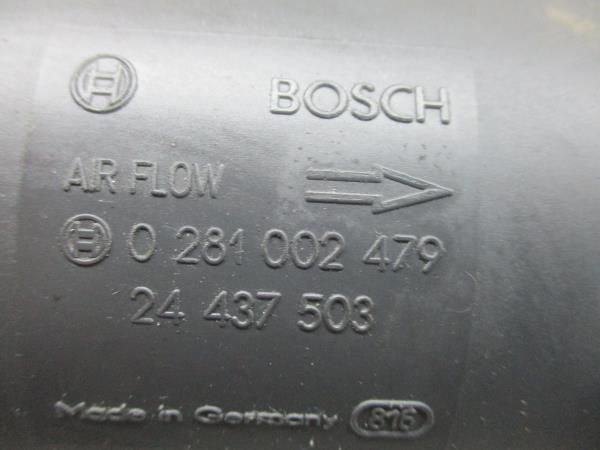 BOSCH
AIR FLOW
0 281 002 479
24 437 503
Made in Germany 816